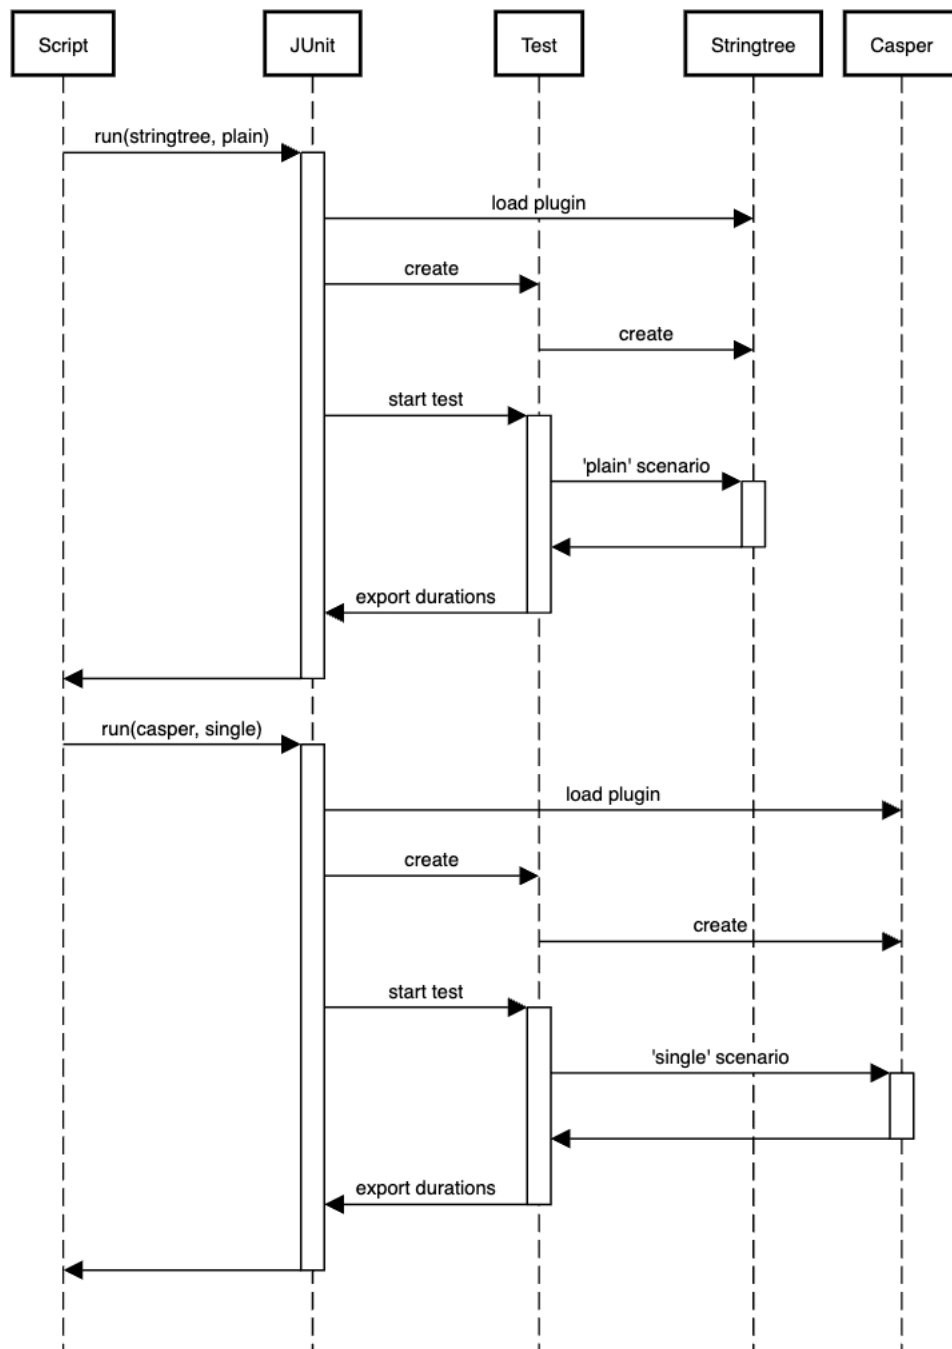 Script
JUnit
Test
Stringtree
Casper
run(stringtree, plain)
load plugin
create
create
start test
'plain' scenario
export durations
run(casper, single)
load plugin
create
create
start test
'single' scenario
export durations